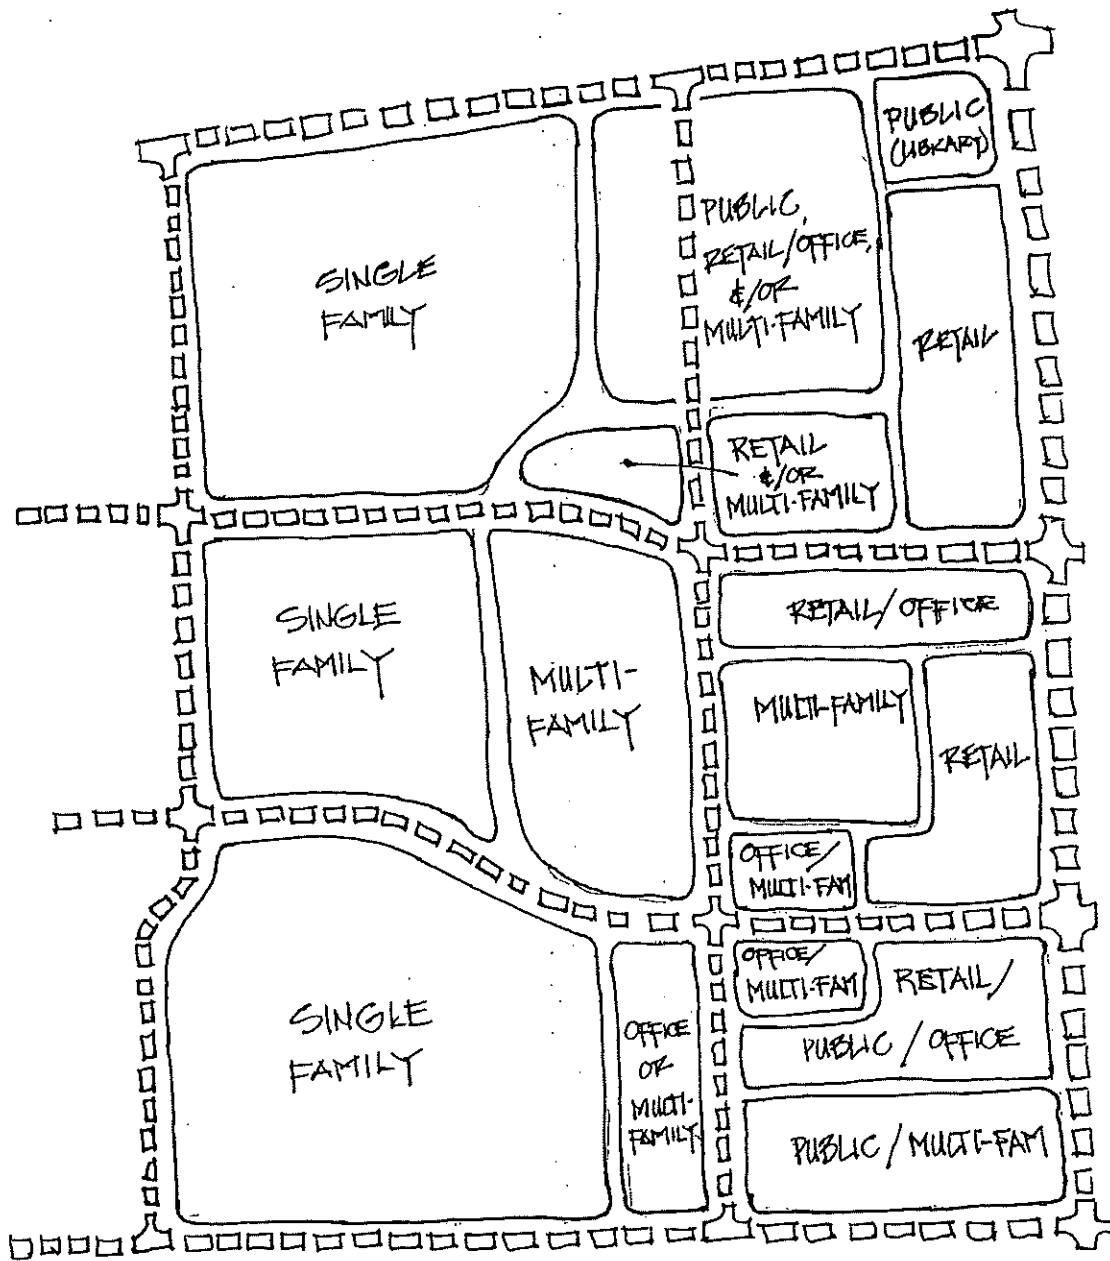 PUBLIC
(LIBRARY)
SINGLE
FAMILY
PUBLIC,
RETAIL/OFFICE,
&/OR
MULTI-FAMILY
RETAIL
RETAIL
&/OR
MULTI-FAMILY
RETAIL/OFFICE
SINGLE
FAMILY
MULTI-
FAMILY
MULTI-FAMILY
RETAIL
OFFICE/
MULTI-FAM
OFFICE/
MULTI-FAM
RETAIL/
PUBLIC/OFFICE
SINGLE
FAMILY
OFFICE
OR
MULTI-
FAMILY
PUBLIC/MULTI-FAM